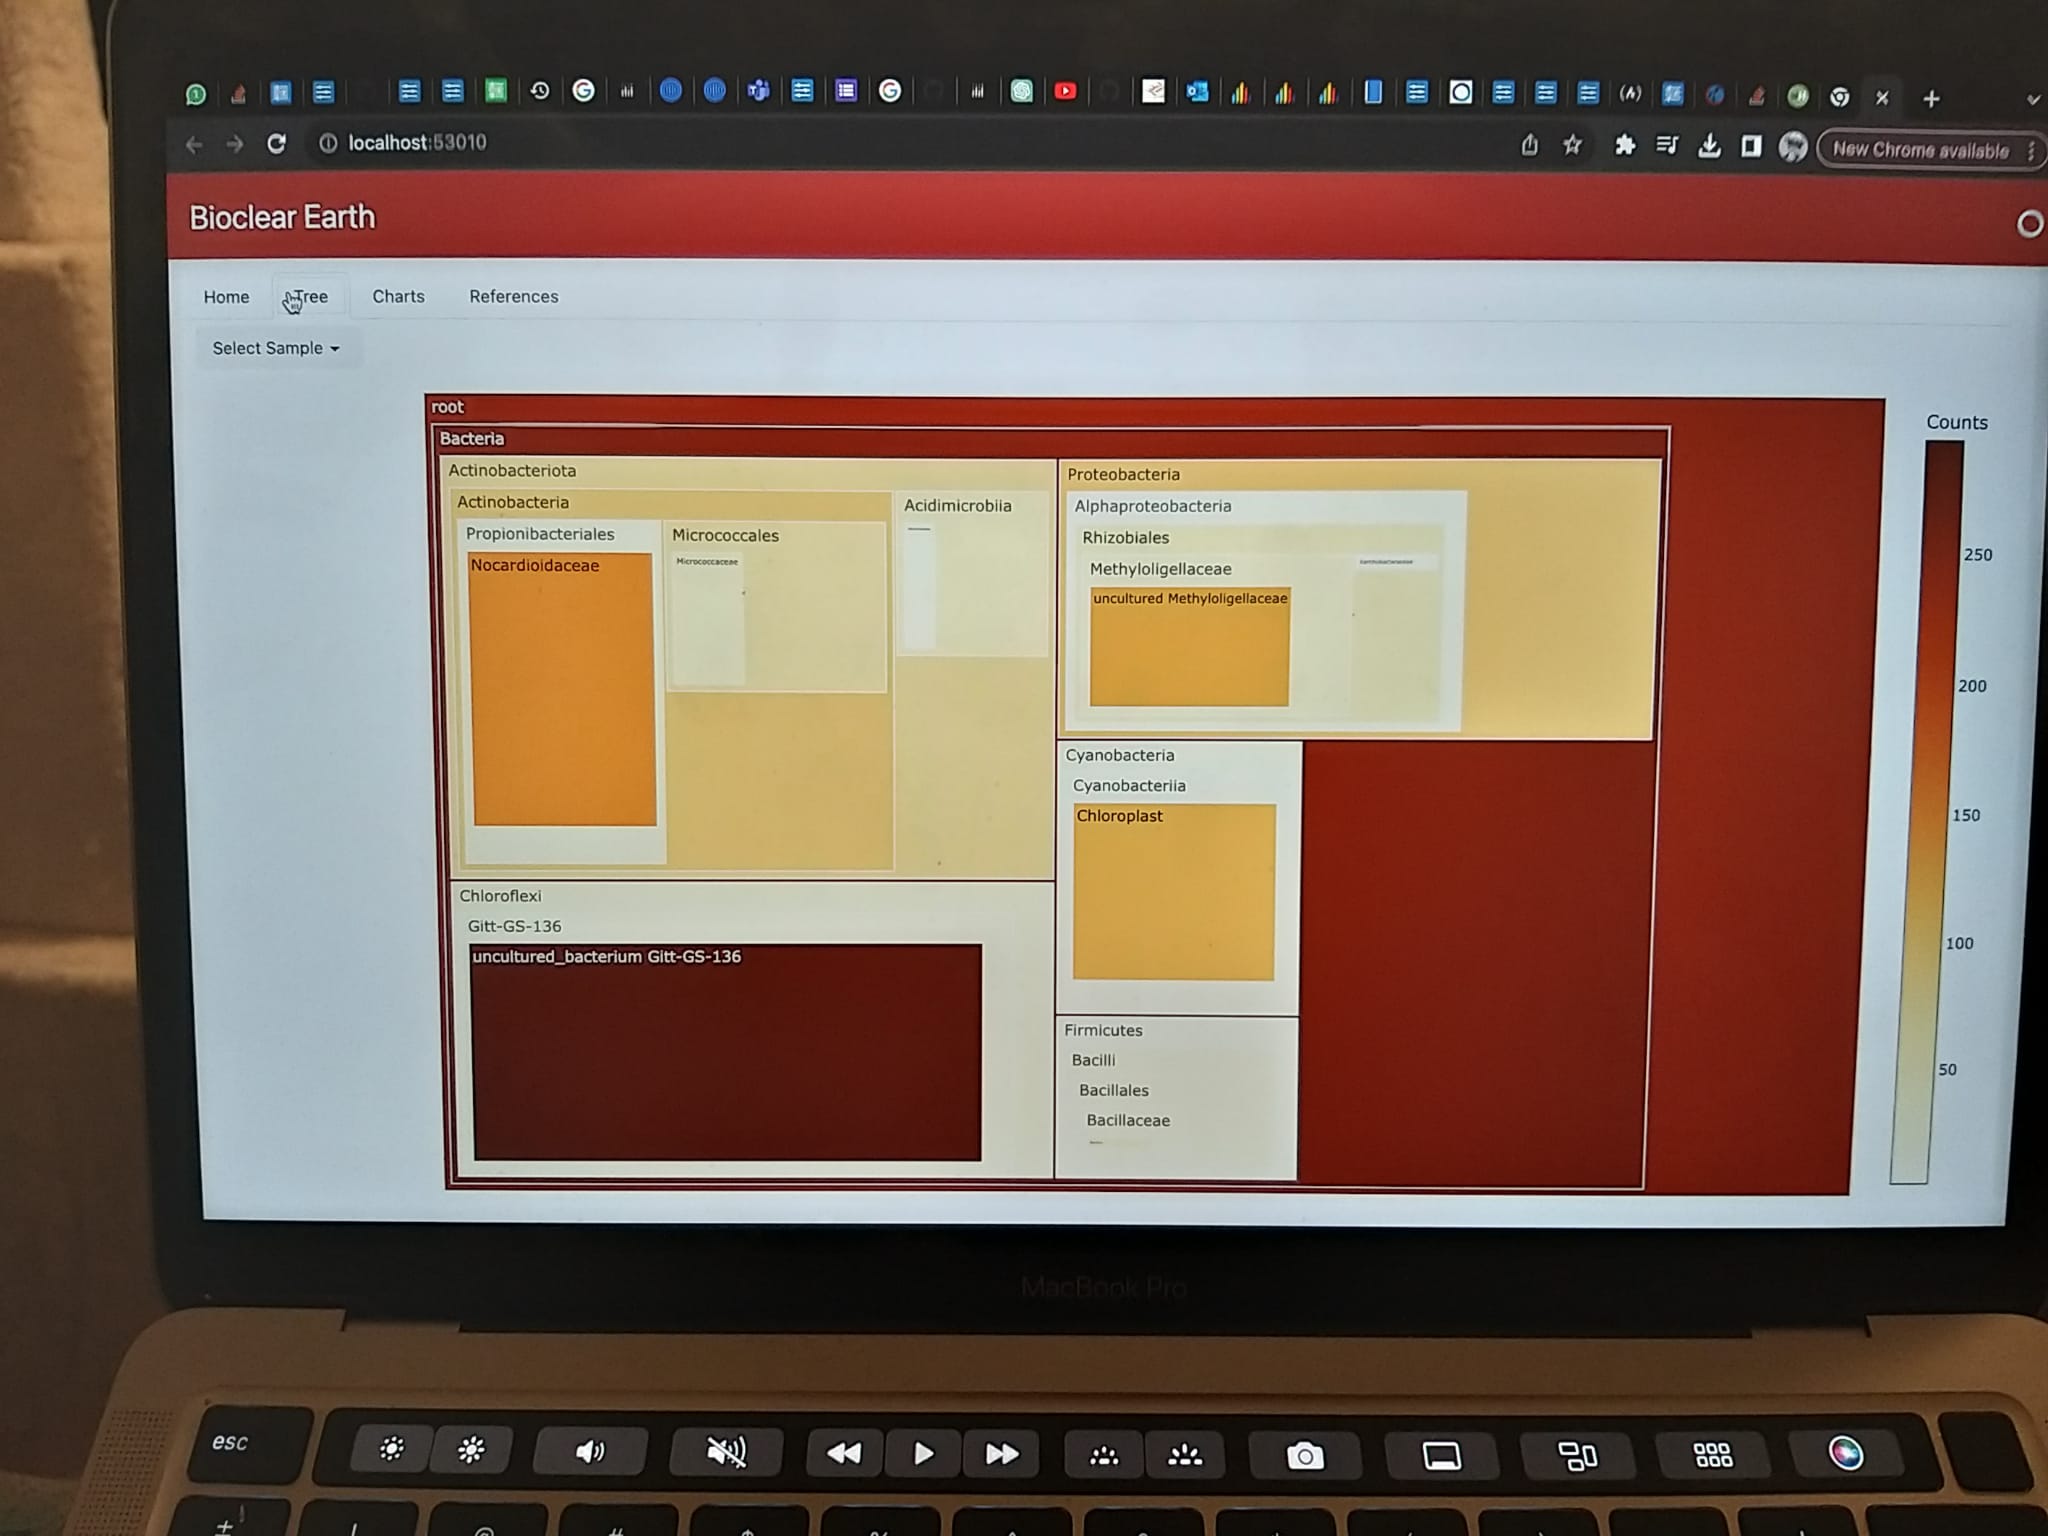 localhost:53010
New Chrome available
Bioclear Earth
Home
Tree
Charts
References
Select Sample
root
Bacteria
Actinobacteriota
Actinobacteria
Propionibacteriales
Nocardioidaceae
Micrococcales
Micrococcaceae
Acidimicrobiia
Proteobacteria
Alphaproteobacteria
Rhizobiales
Methyloligellaceae
uncultured Methyloligellaceae
Cyanobacteria
Cyanobacteriia
Chloroplast
Chloroflexi
Gitt-GS-136
uncultured_bacterium Gitt-GS-136
Firmicutes
Bacilli
Bacillales
Bacillaceae
Counts
250
200
150
100
50
MacBook Pro
esc